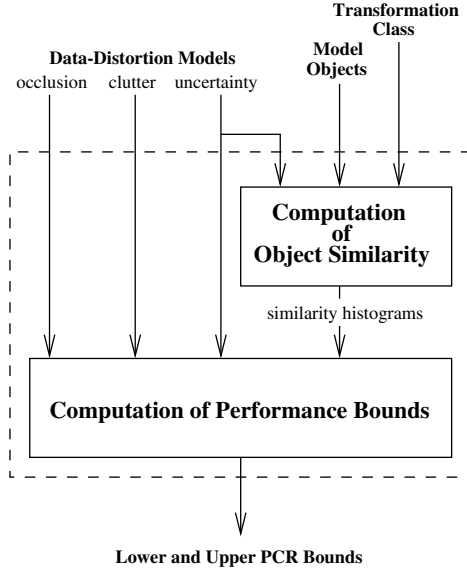 Transformation
Class
Data-Distortion Models
Model
Objects
occlusion clutter uncertainty
Computation
of
Object Similarity
similarity histograms
Computation of Performance Bounds
Lower and Upper PCR Bounds